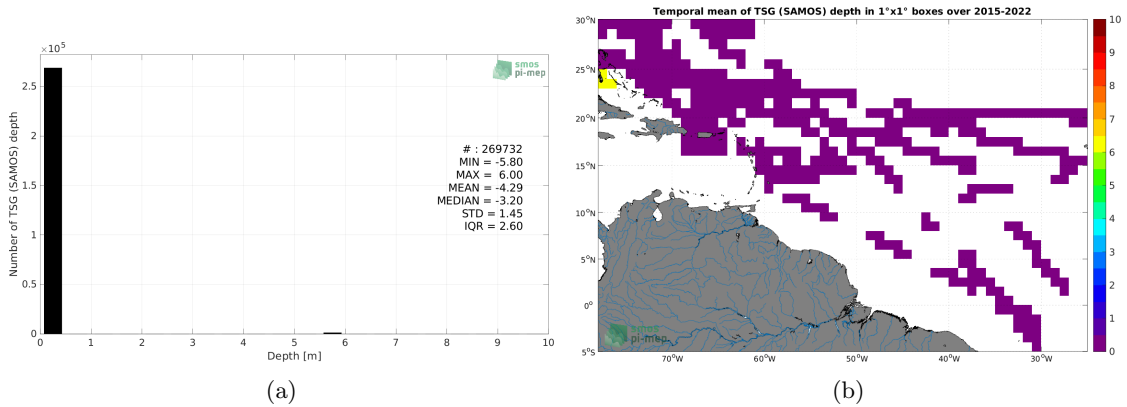 ×10⁵
2.5
2
1.5
1
0.5
0
0 1 2 3 4 5 6 7 8 9 10
Number of TSG (SAMOS) depth
Depth [m]
smos
pi-mep
# : 269732
MIN = -5.80
MAX = 6.00
MEAN = -4.29
MEDIAN = -3.20
STD = 1.45
IQR = 2.60
(a)
Temporal mean of TSG (SAMOS) depth in 1°x1° boxes over 2015-2022
30°N
25°N
20°N
15°N
10°N
5°N
0°
5°S
70°W 60°W 50°W 40°W 30°W
smos
pi-mep
10
9
8
7
6
5
4
3
2
1
0
(b)